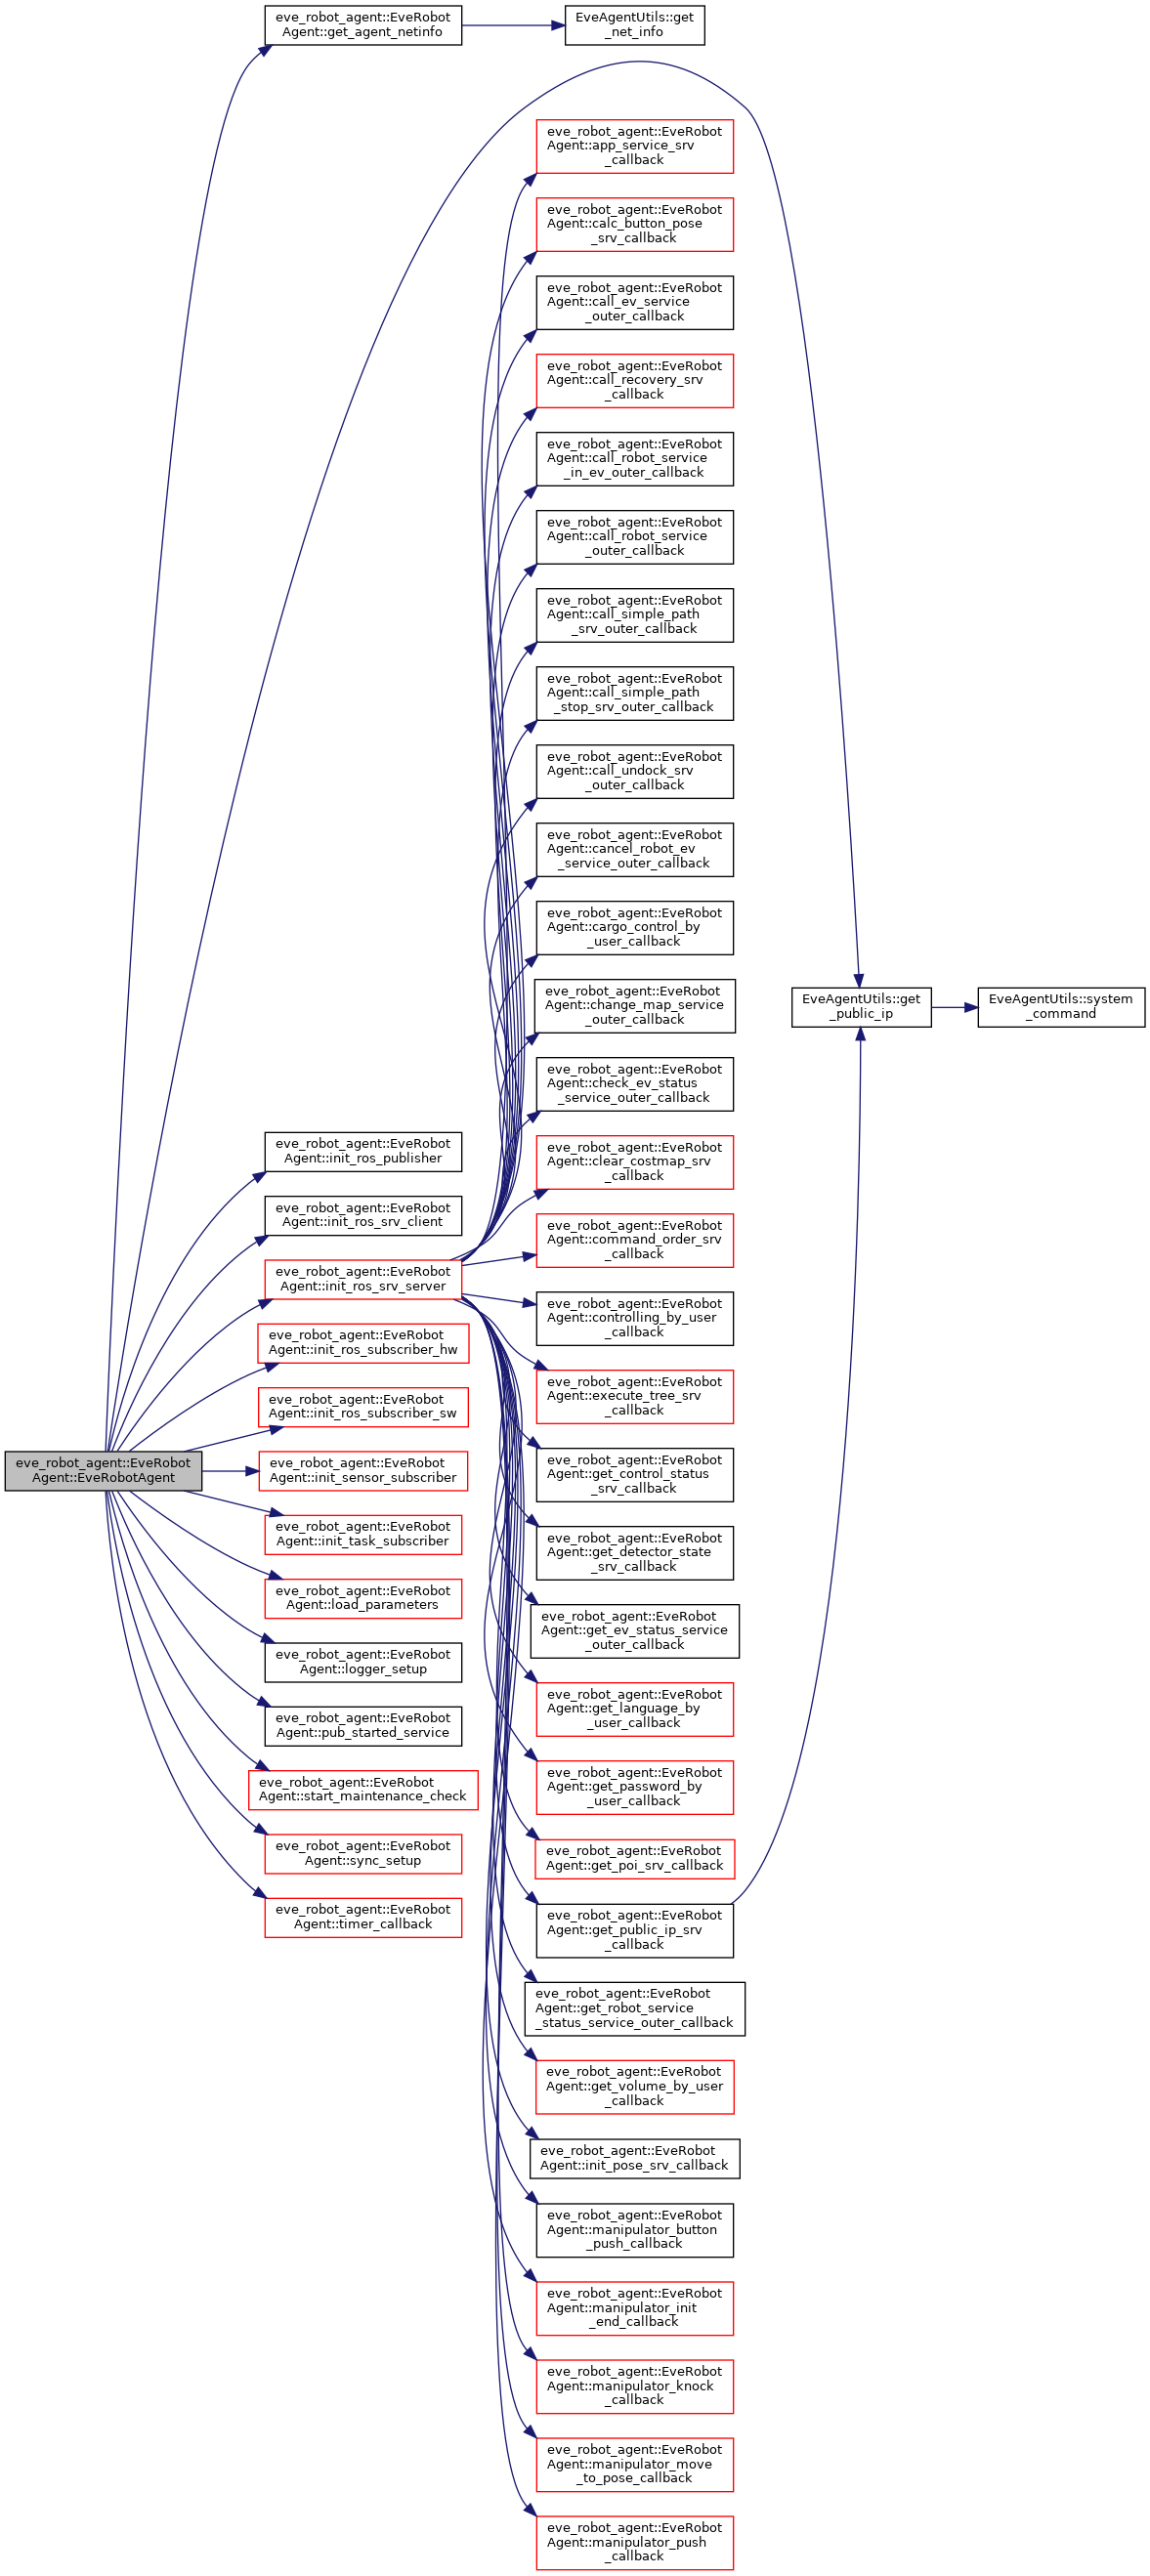 eve_robot_agent::EveRobot
Agent::get_agent_netinfo
EveAgentUtils::get
_net_info
eve_robot_agent::EveRobot
Agent::app_service_srv
_callback
eve_robot_agent::EveRobot
Agent::calc_button_pose
_srv_callback
eve_robot_agent::EveRobot
Agent::call_ev_service
_outer_callback
eve_robot_agent::EveRobot
Agent::call_recovery_srv
_callback
eve_robot_agent::EveRobot
Agent::call_robot_service
_in_ev_outer_callback
eve_robot_agent::EveRobot
Agent::call_robot_service
_outer_callback
eve_robot_agent::EveRobot
Agent::call_simple_path
_srv_outer_callback
eve_robot_agent::EveRobot
Agent::call_simple_path
_stop_srv_outer_callback
eve_robot_agent::EveRobot
Agent::call_undock_srv
_outer_callback
eve_robot_agent::EveRobot
Agent::cancel_robot_ev
_service_outer_callback
eve_robot_agent::EveRobot
Agent::cargo_control_by
_user_callback
eve_robot_agent::EveRobot
Agent::change_map_service
_outer_callback
EveAgentUtils::get
_public_ip
EveAgentUtils::system
_command
eve_robot_agent::EveRobot
Agent::check_ev_status
_service_outer_callback
eve_robot_agent::EveRobot
Agent::clear_costmap_srv
_callback
eve_robot_agent::EveRobot
Agent::command_order_srv
_callback
eve_robot_agent::EveRobot
Agent::controlling_by_user
_callback
eve_robot_agent::EveRobot
Agent::execute_tree_srv
_callback
eve_robot_agent::EveRobot
Agent::get_control_status
_srv_callback
eve_robot_agent::EveRobot
Agent::get_detector_state
_srv_callback
eve_robot_agent::EveRobot
Agent::get_ev_status_service
_outer_callback
eve_robot_agent::EveRobot
Agent::get_language_by
_user_callback
eve_robot_agent::EveRobot
Agent::get_password_by
_user_callback
eve_robot_agent::EveRobot
Agent::get_poi_srv_callback
eve_robot_agent::EveRobot
Agent::get_public_ip_srv
_callback
eve_robot_agent::EveRobot
Agent::get_robot_service
_status_service_outer_callback
eve_robot_agent::EveRobot
Agent::get_volume_by_user
_callback
eve_robot_agent::EveRobot
Agent::init_pose_srv_callback
eve_robot_agent::EveRobot
Agent::manipulator_button
_push_callback
eve_robot_agent::EveRobot
Agent::manipulator_init
_end_callback
eve_robot_agent::EveRobot
Agent::manipulator_knock
_callback
eve_robot_agent::EveRobot
Agent::manipulator_move
_to_pose_callback
eve_robot_agent::EveRobot
Agent::manipulator_push
_callback
eve_robot_agent::EveRobot
Agent::init_ros_publisher
eve_robot_agent::EveRobot
Agent::init_ros_srv_client
eve_robot_agent::EveRobot
Agent::init_ros_srv_server
eve_robot_agent::EveRobot
Agent::init_ros_subscriber_hw
eve_robot_agent::EveRobot
Agent::init_ros_subscriber_sw
eve_robot_agent::EveRobot
Agent::EveRobotAgent
eve_robot_agent::EveRobot
Agent::init_sensor_subscriber
eve_robot_agent::EveRobot
Agent::init_task_subscriber
eve_robot_agent::EveRobot
Agent::load_parameters
eve_robot_agent::EveRobot
Agent::logger_setup
eve_robot_agent::EveRobot
Agent::pub_started_service
eve_robot_agent::EveRobot
Agent::start_maintenance_check
eve_robot_agent::EveRobot
Agent::sync_setup
eve_robot_agent::EveRobot
Agent::timer_callback